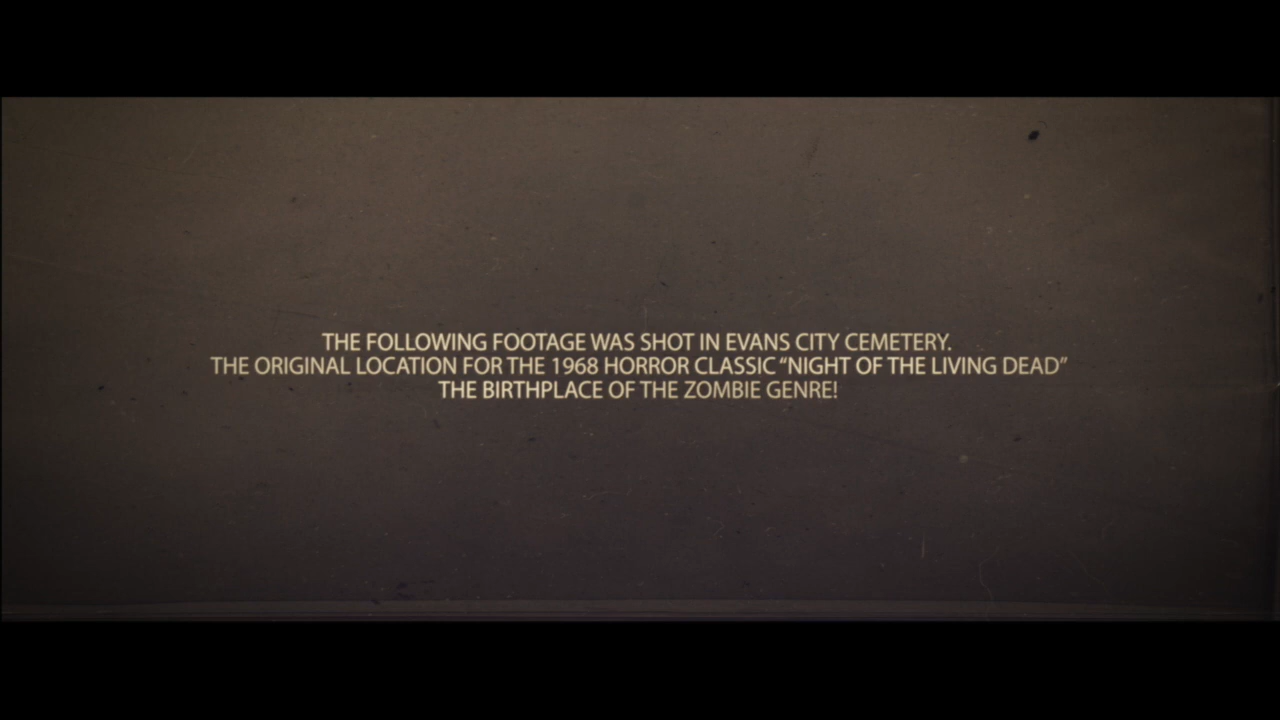 THE FOLLOWING FOOTAGE WAS SHOT IN EVANS CITY CEMETERY.
THE ORIGINAL LOCATION FOR THE 1968 HORROR CLASSIC “NIGHT OF THE LIVING DEAD”
THE BIRTHPLACE OF THE ZOMBIE GENRE!